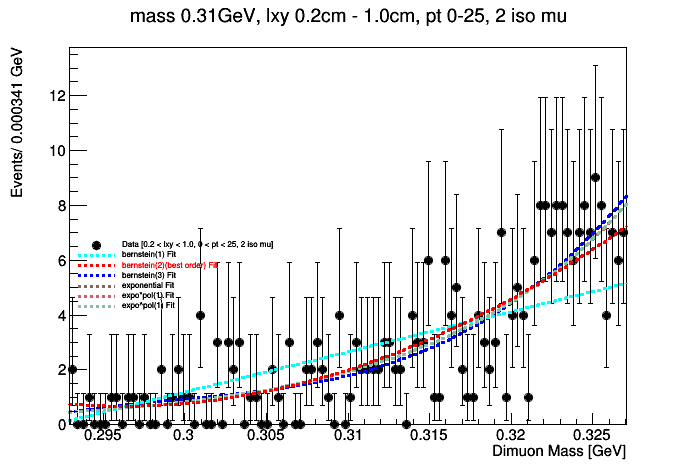 mass 0.31GeV, lxy 0.2cm - 1.0cm, pt 0-25, 2 iso mu
Events/ 0.000341 GeV
12
10
8
6
4
2
0
Data [0.2 < lxy < 1.0, 0 < pt < 25, 2 iso mu]
bernstein(1) Fit
bernstein(2)(best order) Fit
bernstein(3) Fit
exponential Fit
expo*pol(1) Fit
expo*pol(1) Fit
0.295 0.3 0.305 0.31 0.315 0.32 0.325
Dimuon Mass [GeV]